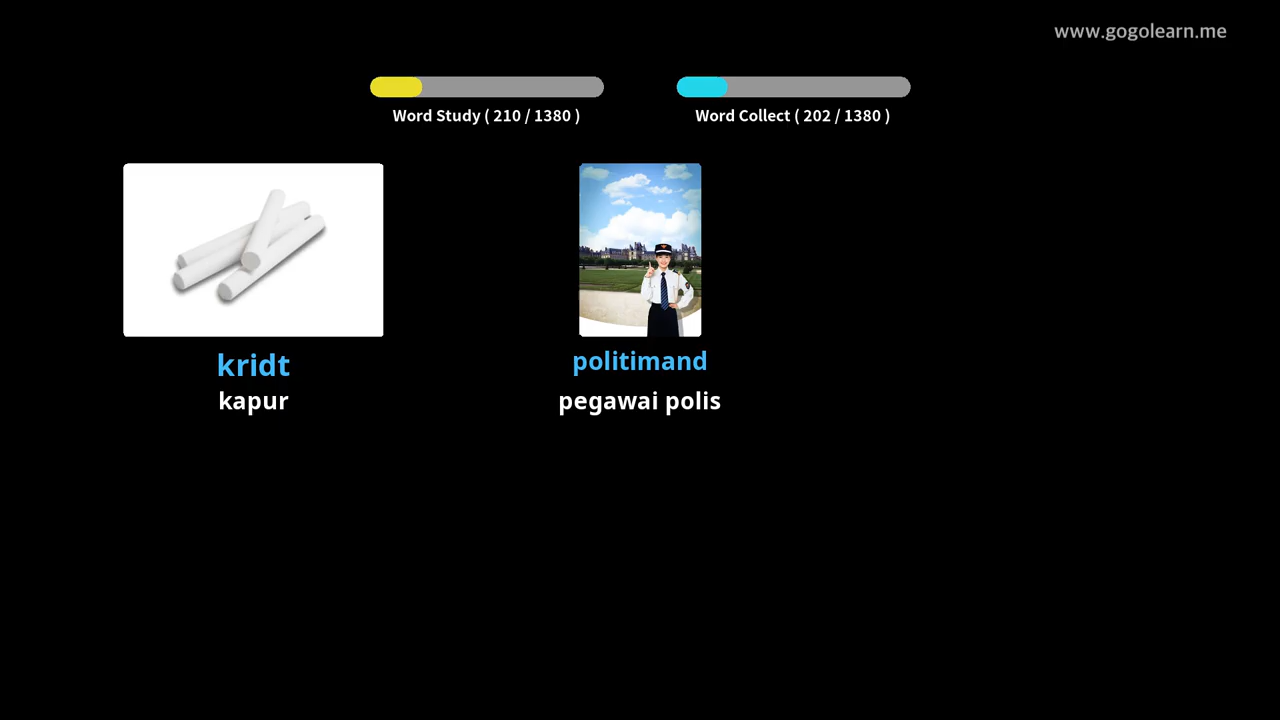 www.gogolearn.me
Word Study ( 210 / 1380 )
Word Collect ( 202 / 1380 )
kridt
kapur
politimand
pegawai polis